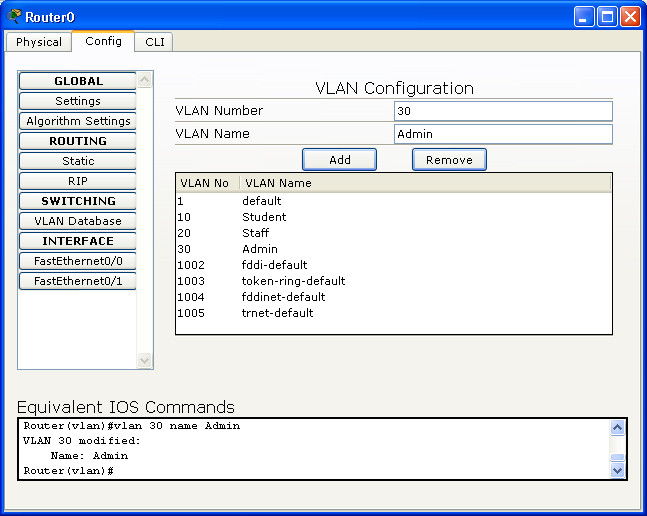 Router0
Physical Config CLI
GLOBAL
Settings
Algorithm Settings
ROUTING
Static
RIP
SWITCHING
VLAN Database
INTERFACE
FastEthernet0/0
FastEthernet0/1
VLAN Configuration
VLAN Number 30
VLAN Name Admin
Add Remove
VLAN No VLAN Name
1 default
10 Student
20 Staff
30 Admin
1002 fddi-default
1003 token-ring-default
1004 fddinet-default
1005 trnet-default
Equivalent IOS Commands
Router(vlan)#vlan 30 name Admin
VLAN 30 modified:
Name: Admin
Router(vlan)#